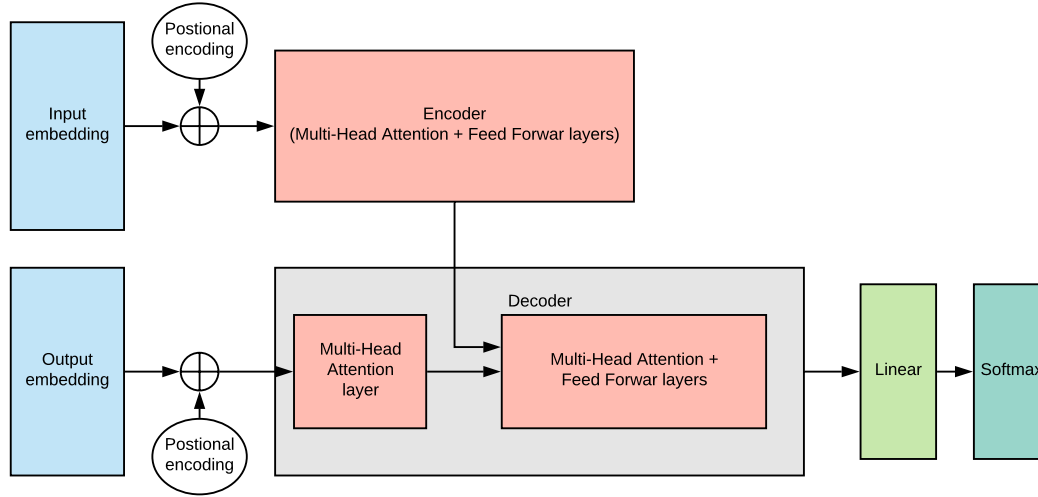 Postional
encoding
Input
embedding
Encoder
(Multi-Head Attention + Feed Forwar layers)
Decoder
Output
embedding
Multi-Head
Attention
layer
Multi-Head Attention +
Feed Forwar layers
Linear
Softmax
Postional
encoding